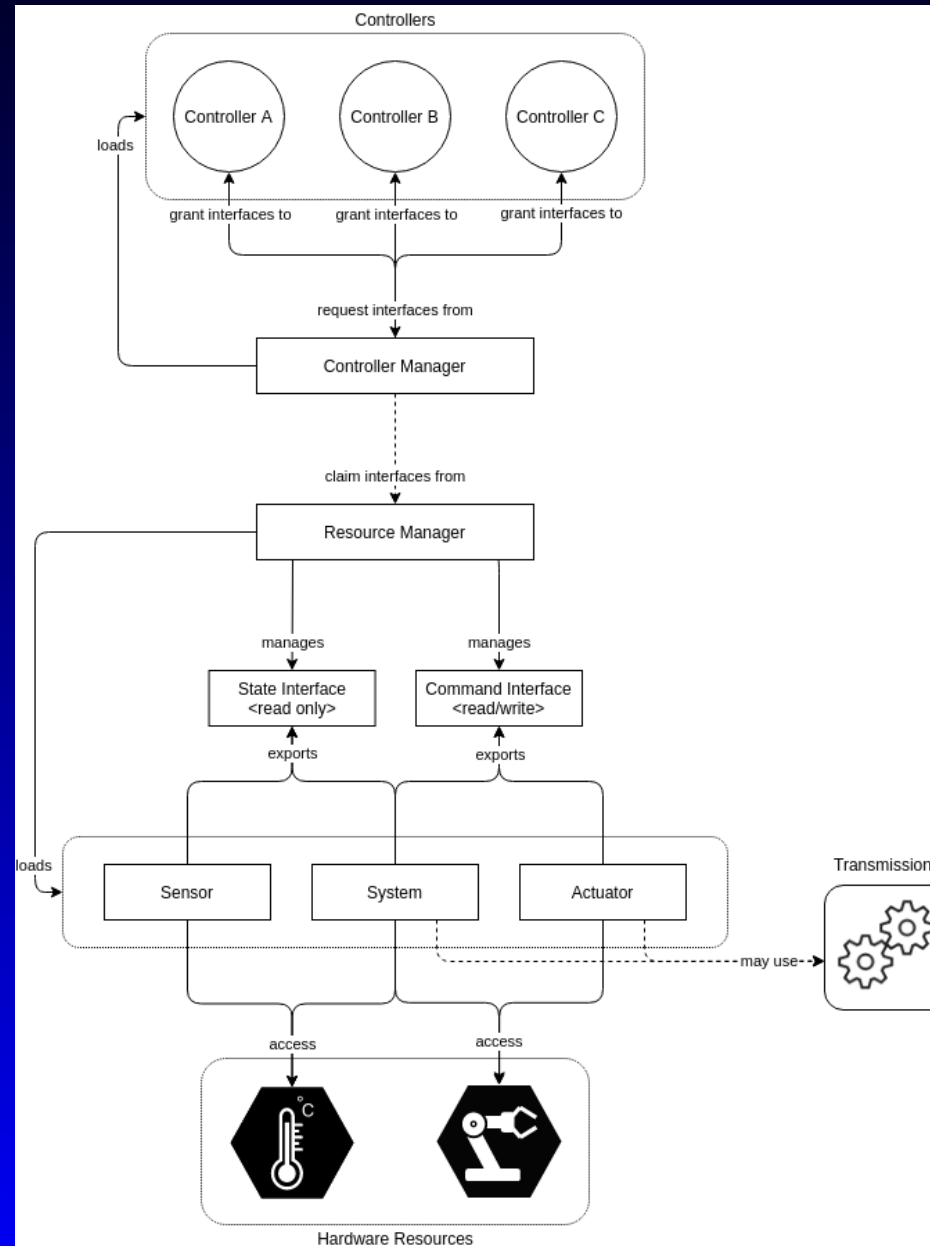 Controllers
Controller A
Controller B
Controller C
loads
grant interfaces to
grant interfaces to
grant interfaces to
request interfaces from
Controller Manager
claim interfaces from
Resource Manager
manages
manages
State Interface
<read only>
Command Interface
<read/write>
exports
exports
loads
Sensor
System
Actuator
Transmission
may use
access
access
°C
Hardware Resources